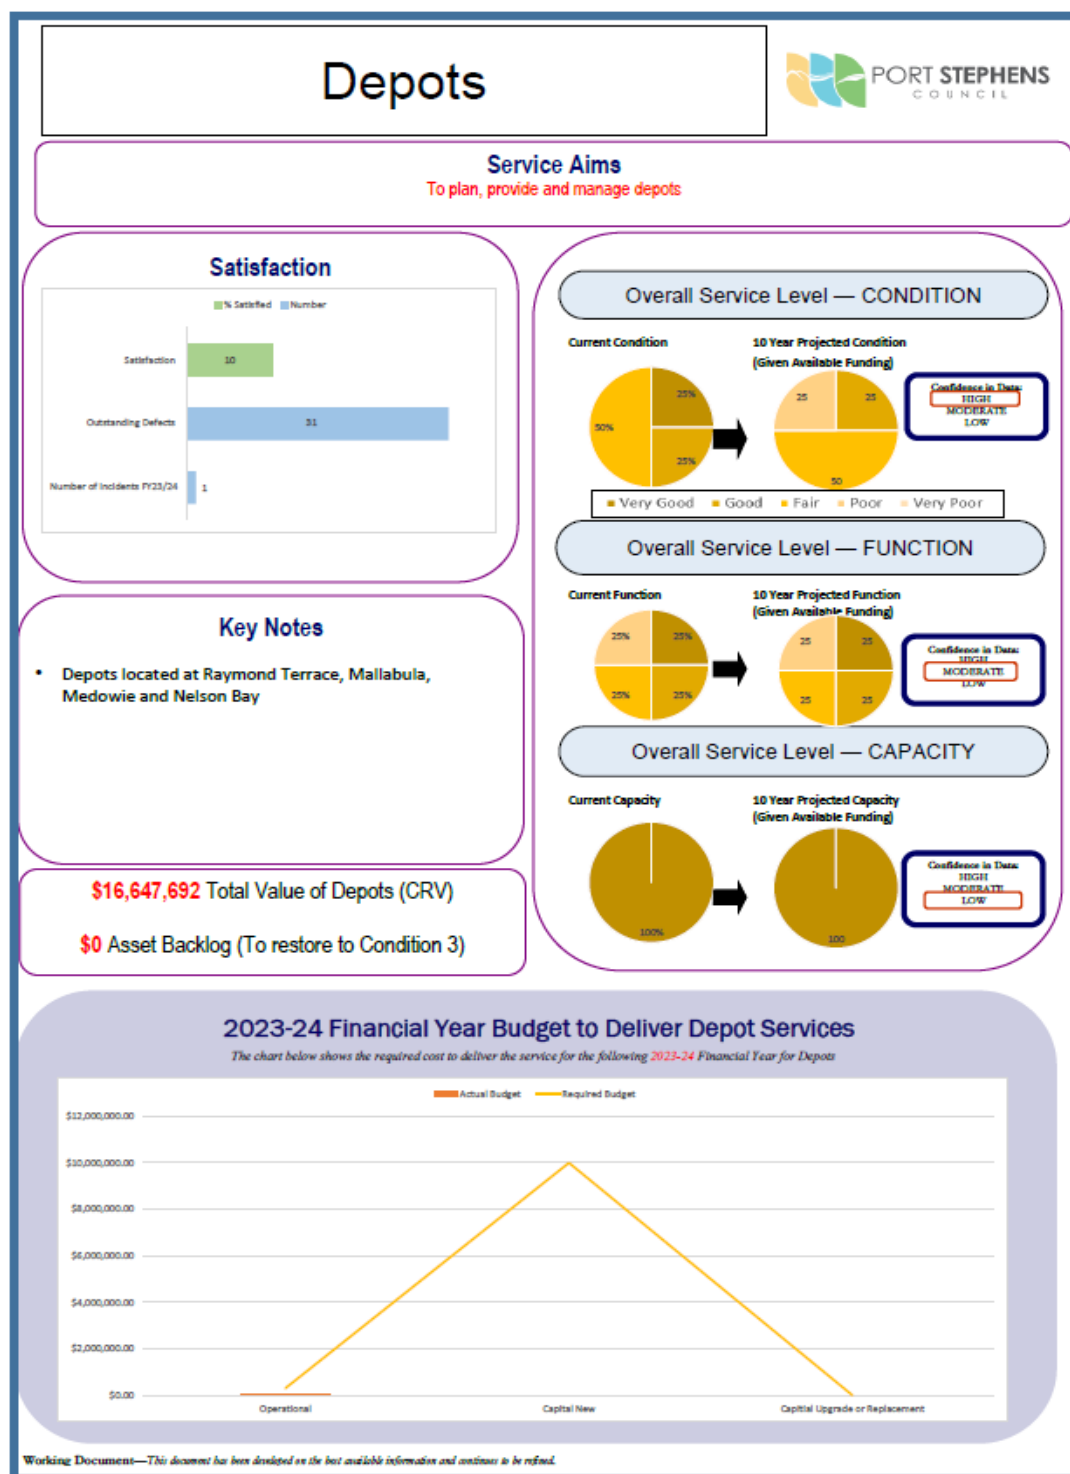 Depots
PORT STEPHENS
COUNCIL
Service Aims
To plan, provide and manage depots
Satisfaction
% Satisfied Number
Satisfaction
10
Outstanding Defects
31
Number of Incidents FY23/24
1
Key Notes
• Depots located at Raymond Terrace, Mallabula,
Medowie and Nelson Bay
$16,647,692 Total Value of Depots (CRV)
$0 Asset Backlog (To restore to Condition 3)
Overall Service Level — CONDITION
Current Condition
10 Year Projected Condition
(Given Available Funding)
25%
50%
25%
25
25
50
Confidence in Data:
HIGH
MODERATE
LOW
Very Good Good Fair Poor Very Poor
Overall Service Level — FUNCTION
Current Function
10 Year Projected Function
(Given Available Funding)
25%
25%
25%
25%
25
25
25
25
Confidence in Data:
HIGH
MODERATE
LOW
Overall Service Level — CAPACITY
Current Capacity
10 Year Projected Capacity
(Given Available Funding)
100%
100
Confidence in Data:
HIGH
MODERATE
LOW
2023-24 Financial Year Budget to Deliver Depot Services
The chart below shows the required cost to deliver the service for the following 2023-24 Financial Year for Depots
Actual Budget Required Budget
$12,000,000.00
$10,000,000.00
$8,000,000.00
$6,000,000.00
$4,000,000.00
$2,000,000.00
$0.00
Operational
Capital New
Capitial Upgrade or Replacement
Working Document—This document has been developed on the best available information and continues to be refined.